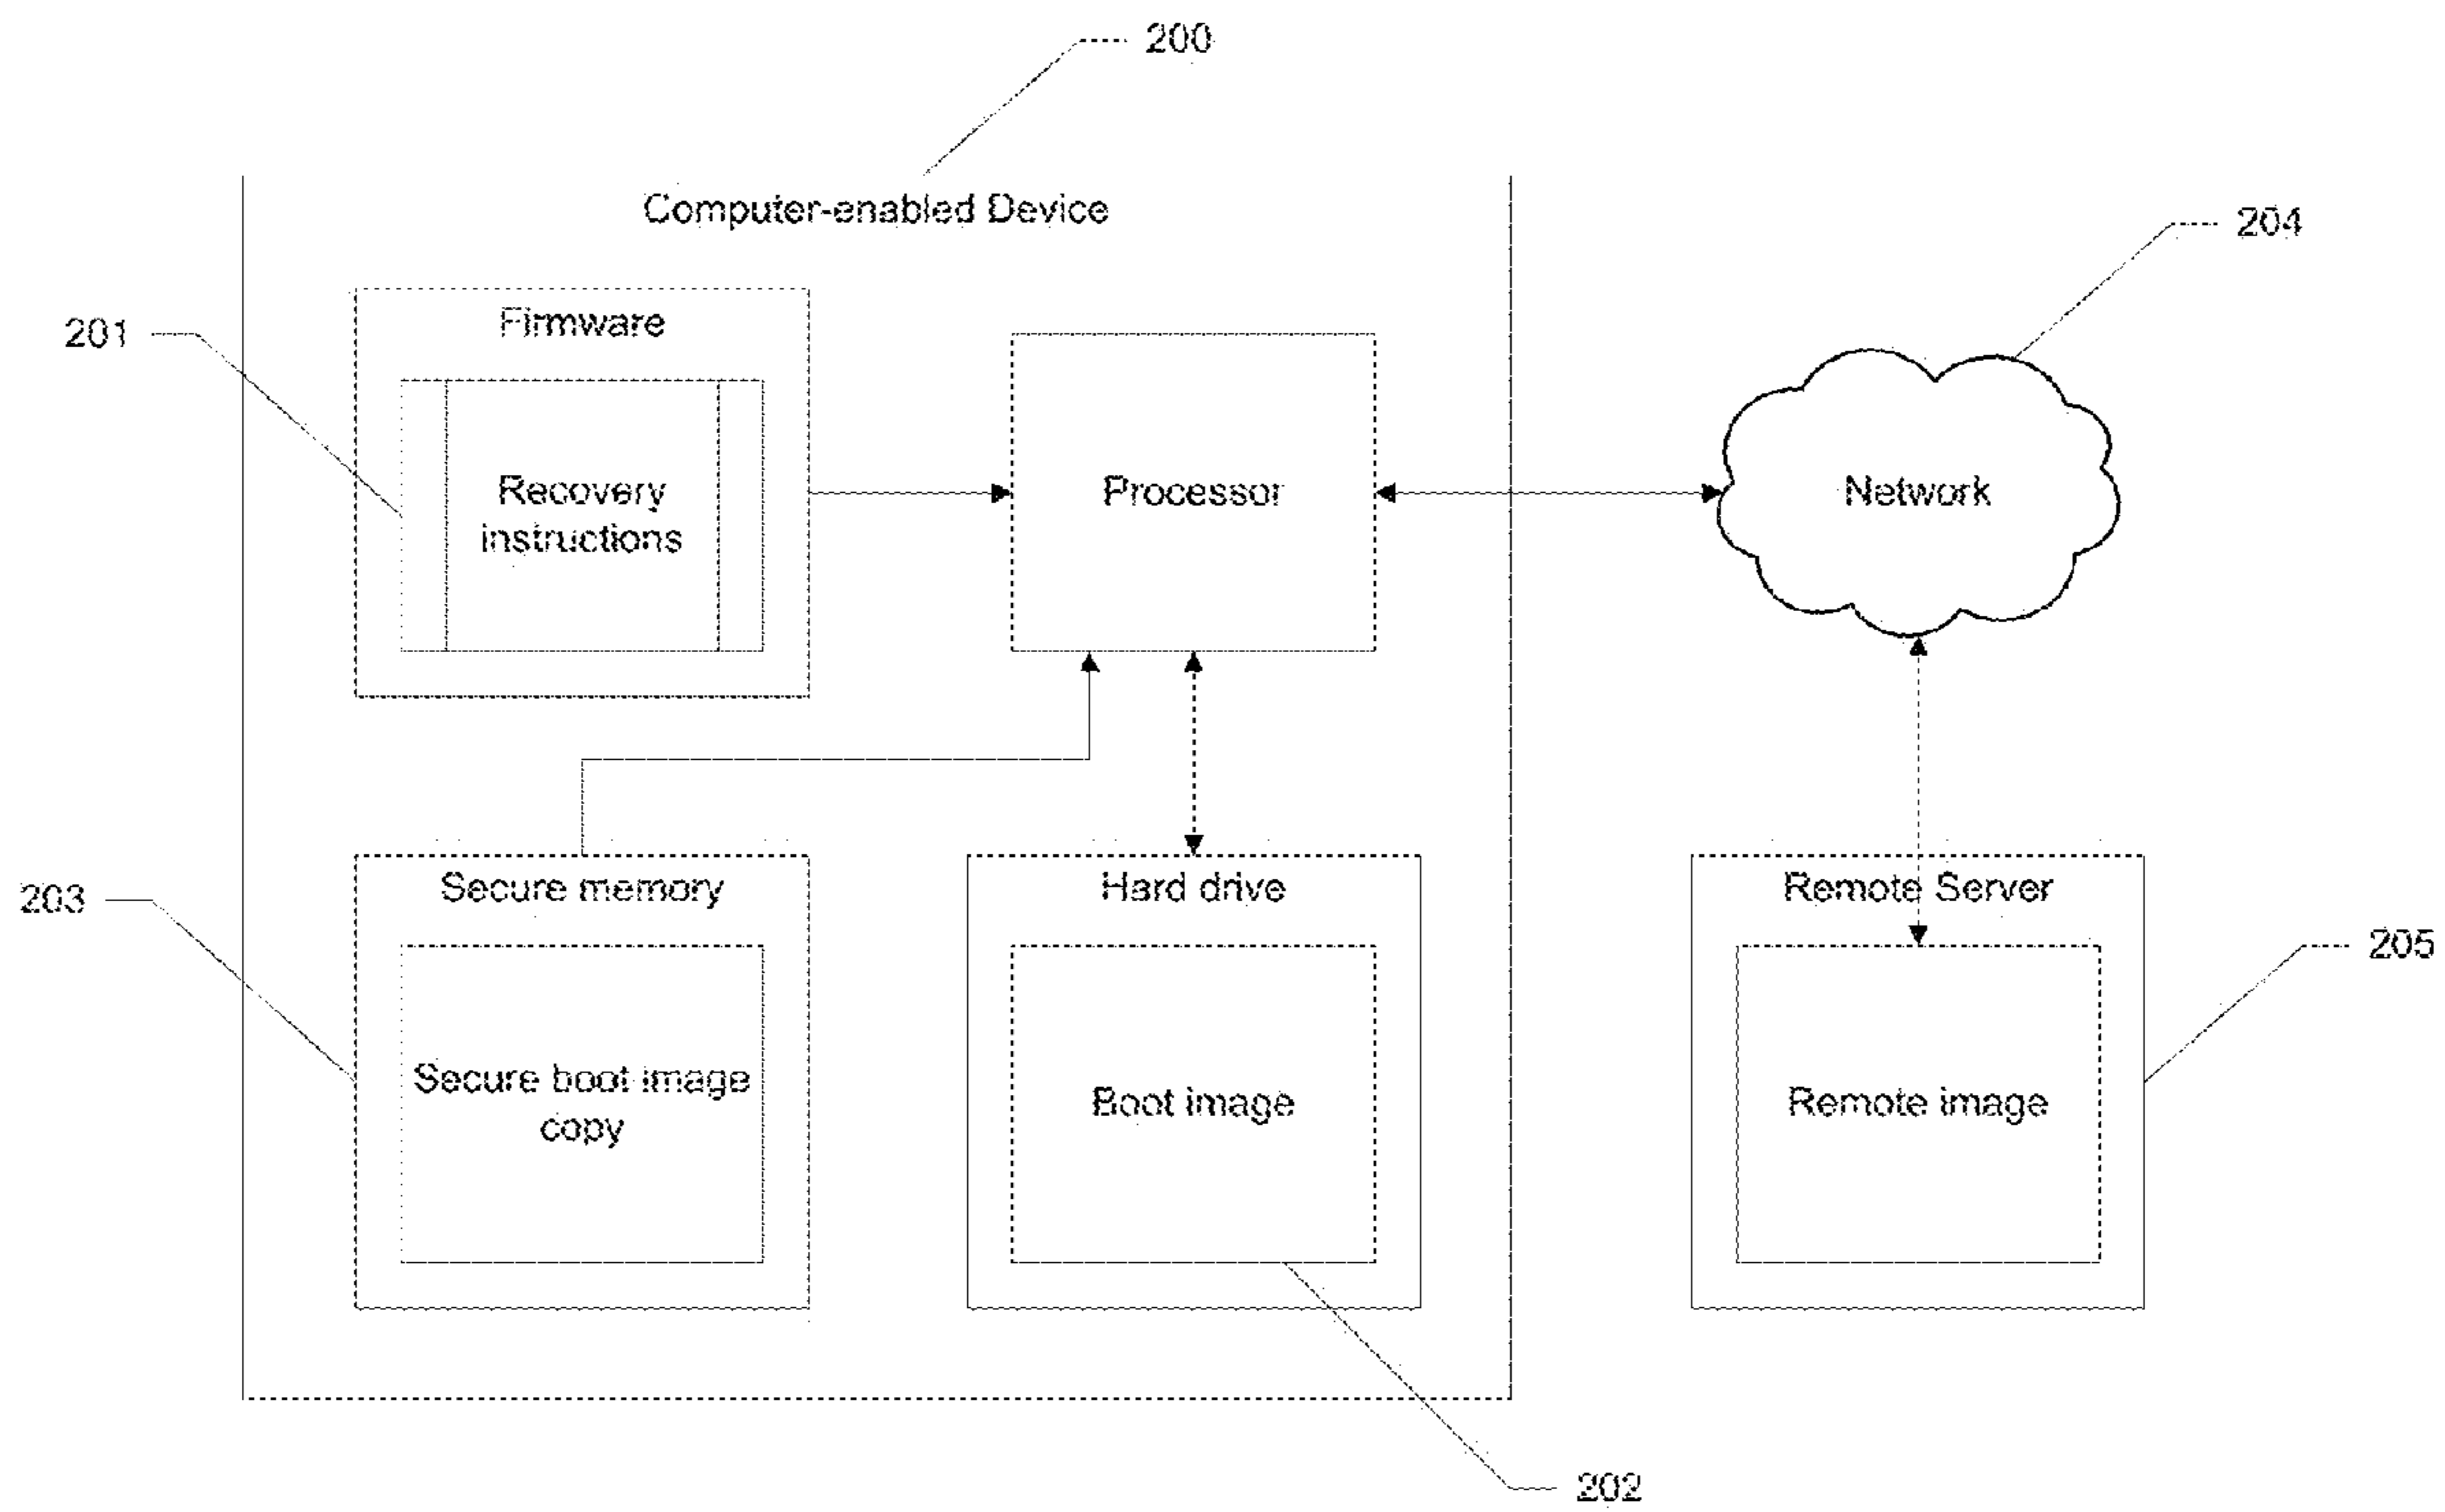 200
Computer-enabled Device
204
201
Firmware
Recovery
instructions
Processor
Network
203
Secure memory
Hard drive
Remote Server
205
Secure boot image
copy
Boot image
Remote image
202